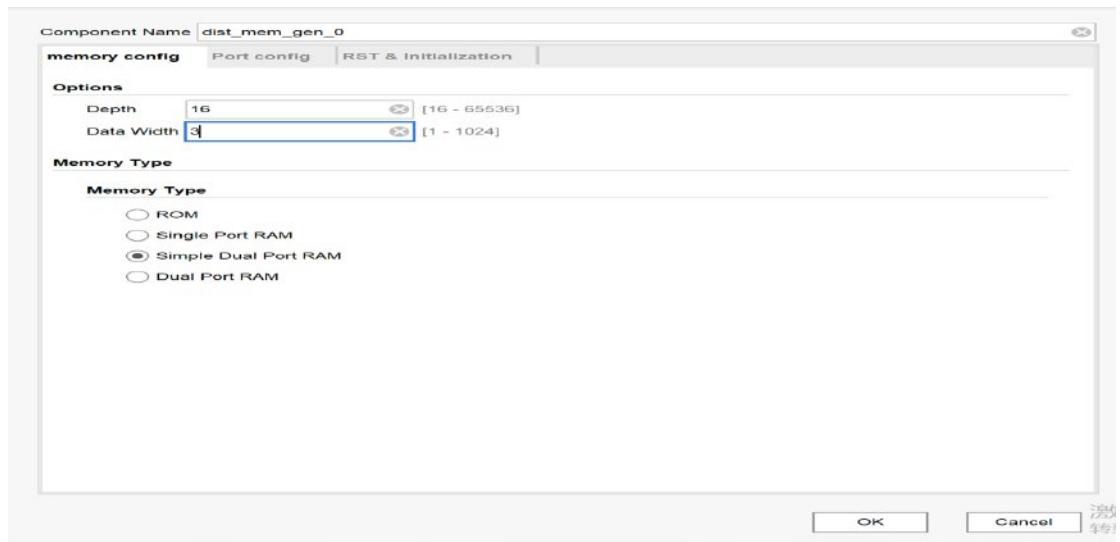 Component Name dist_mem_gen_0
memory config Port config RST & Initialization
Options
Depth 16 [16 - 65536]
Data Width 3 [1 - 1024]
Memory Type
Memory Type
ROM
Single Port RAM
Simple Dual Port RAM
Dual Port RAM
OK Cancel